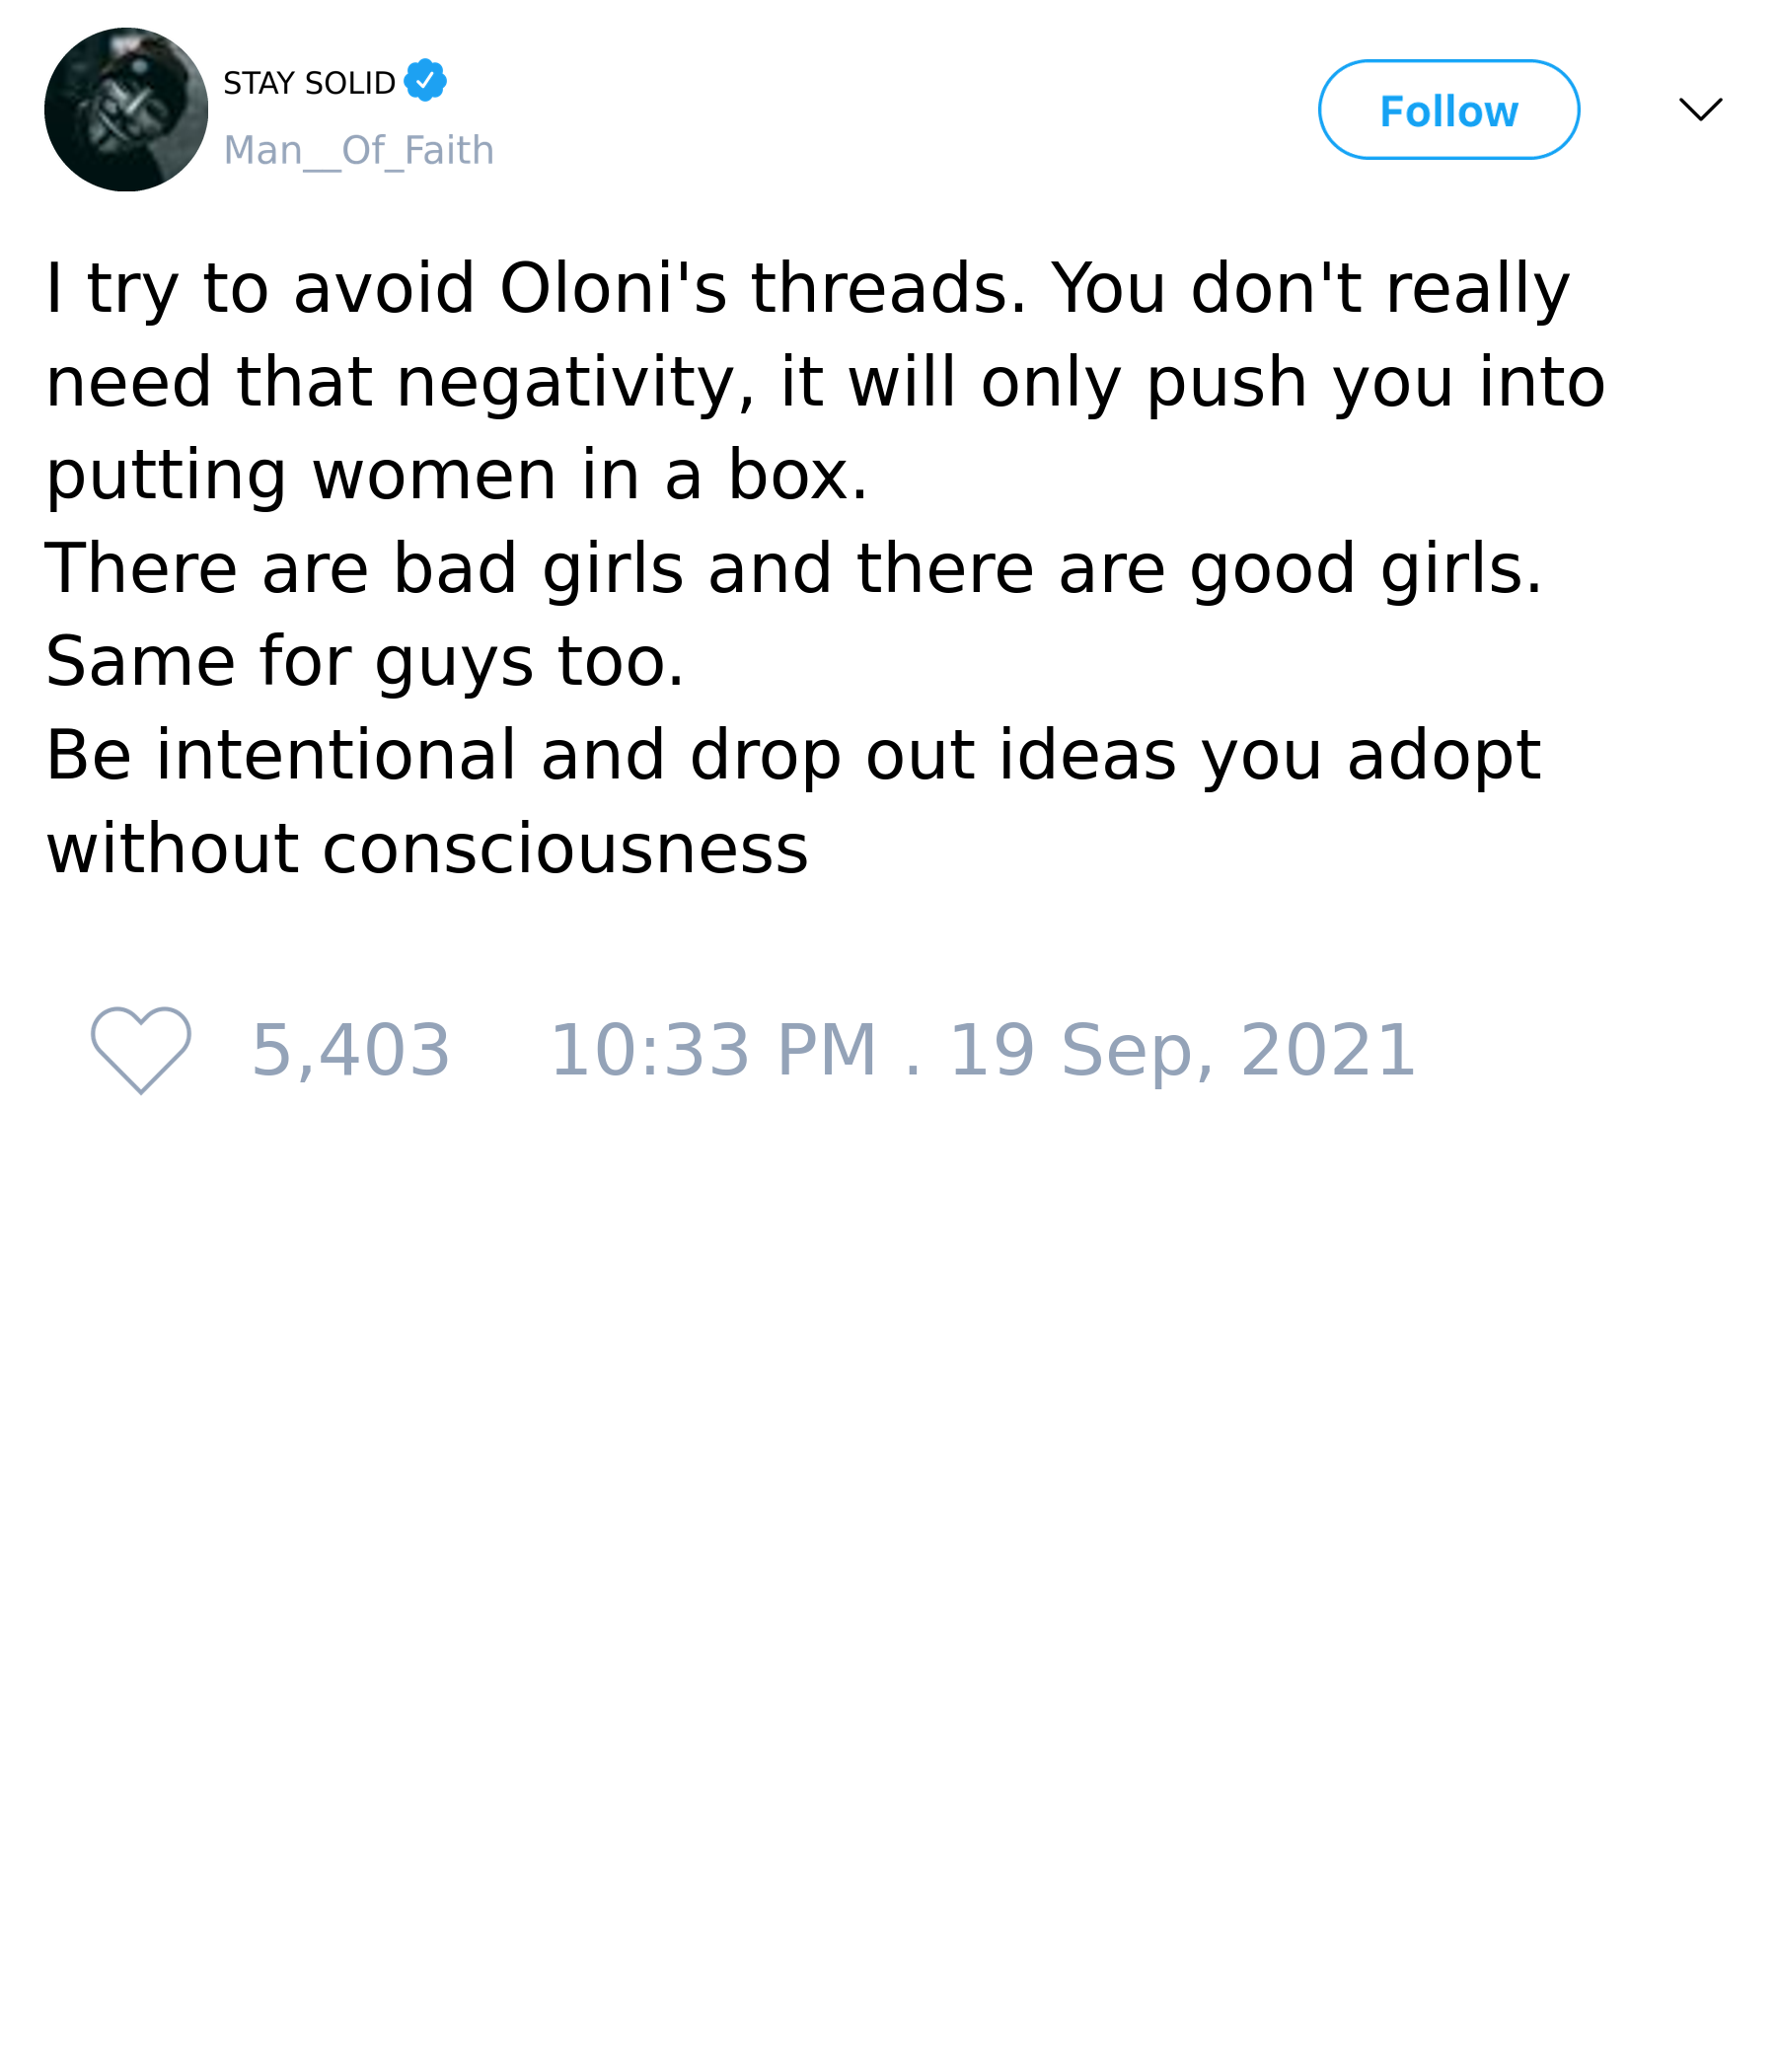 STAY SOLID
Man__Of_Faith
Follow
I try to avoid Oloni's threads. You don't really
need that negativity, it will only push you into
putting women in a box.
There are bad girls and there are good girls.
Same for guys too.
Be intentional and drop out ideas you adopt
without consciousness
5,403 10:33 PM . 19 Sep, 2021